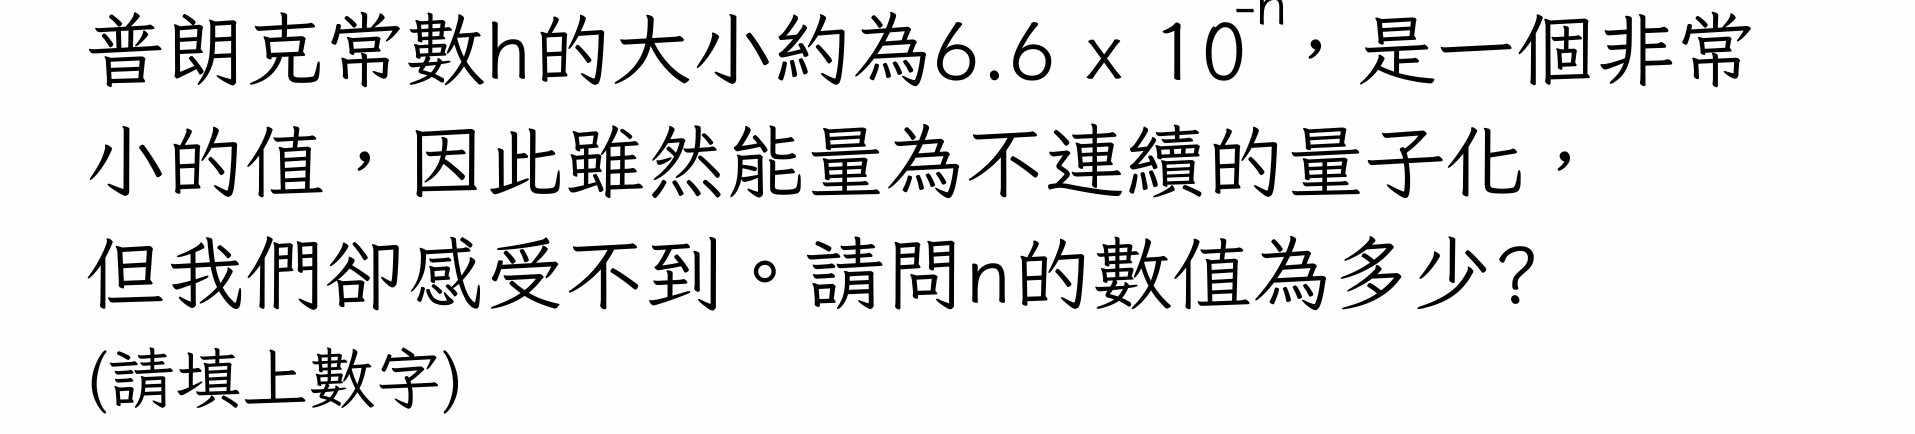 普朗克常數h的大小約為6.6 x 10⁻ⁿ，是一個非常
小的值，因此雖然能量為不連續的量子化，
但我們卻感受不到。請問n的數值為多少?
(請填上數字)